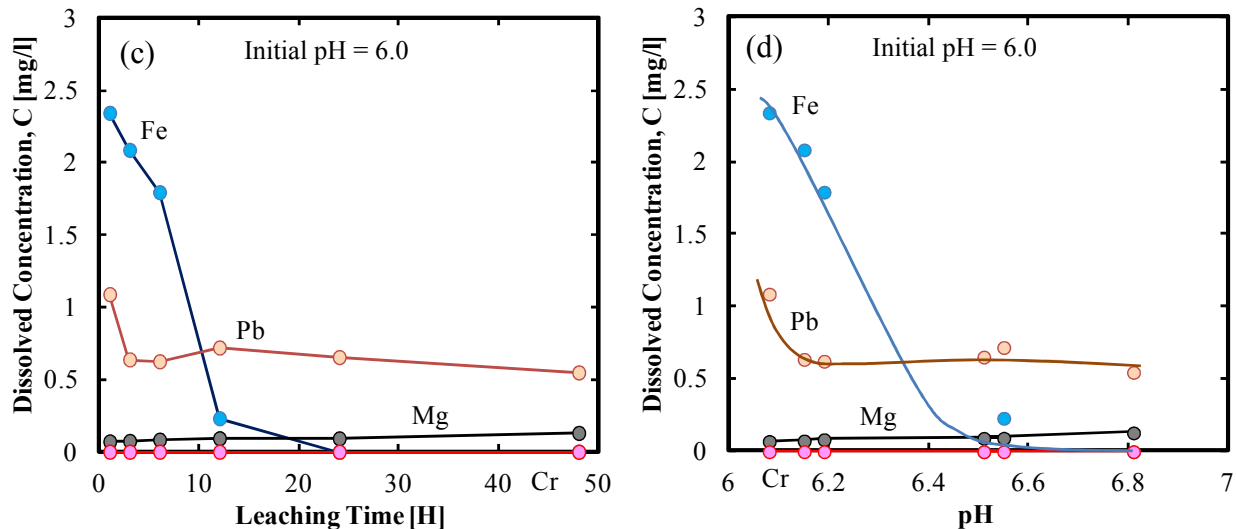 (c)
Initial pH = 6.0
Fe
Pb
Mg
Cr
3
2.5
2
1.5
1
0.5
0
0
10
20
30
40
50
Dissolved Concentration, C [mg/l]
Leaching Time [H]
(d)
Initial pH = 6.0
Fe
Pb
Mg
Cr
3
2.5
2
1.5
1
0.5
0
6
6.2
6.4
6.6
6.8
7
Dissolved Concentration, C [mg/l]
pH